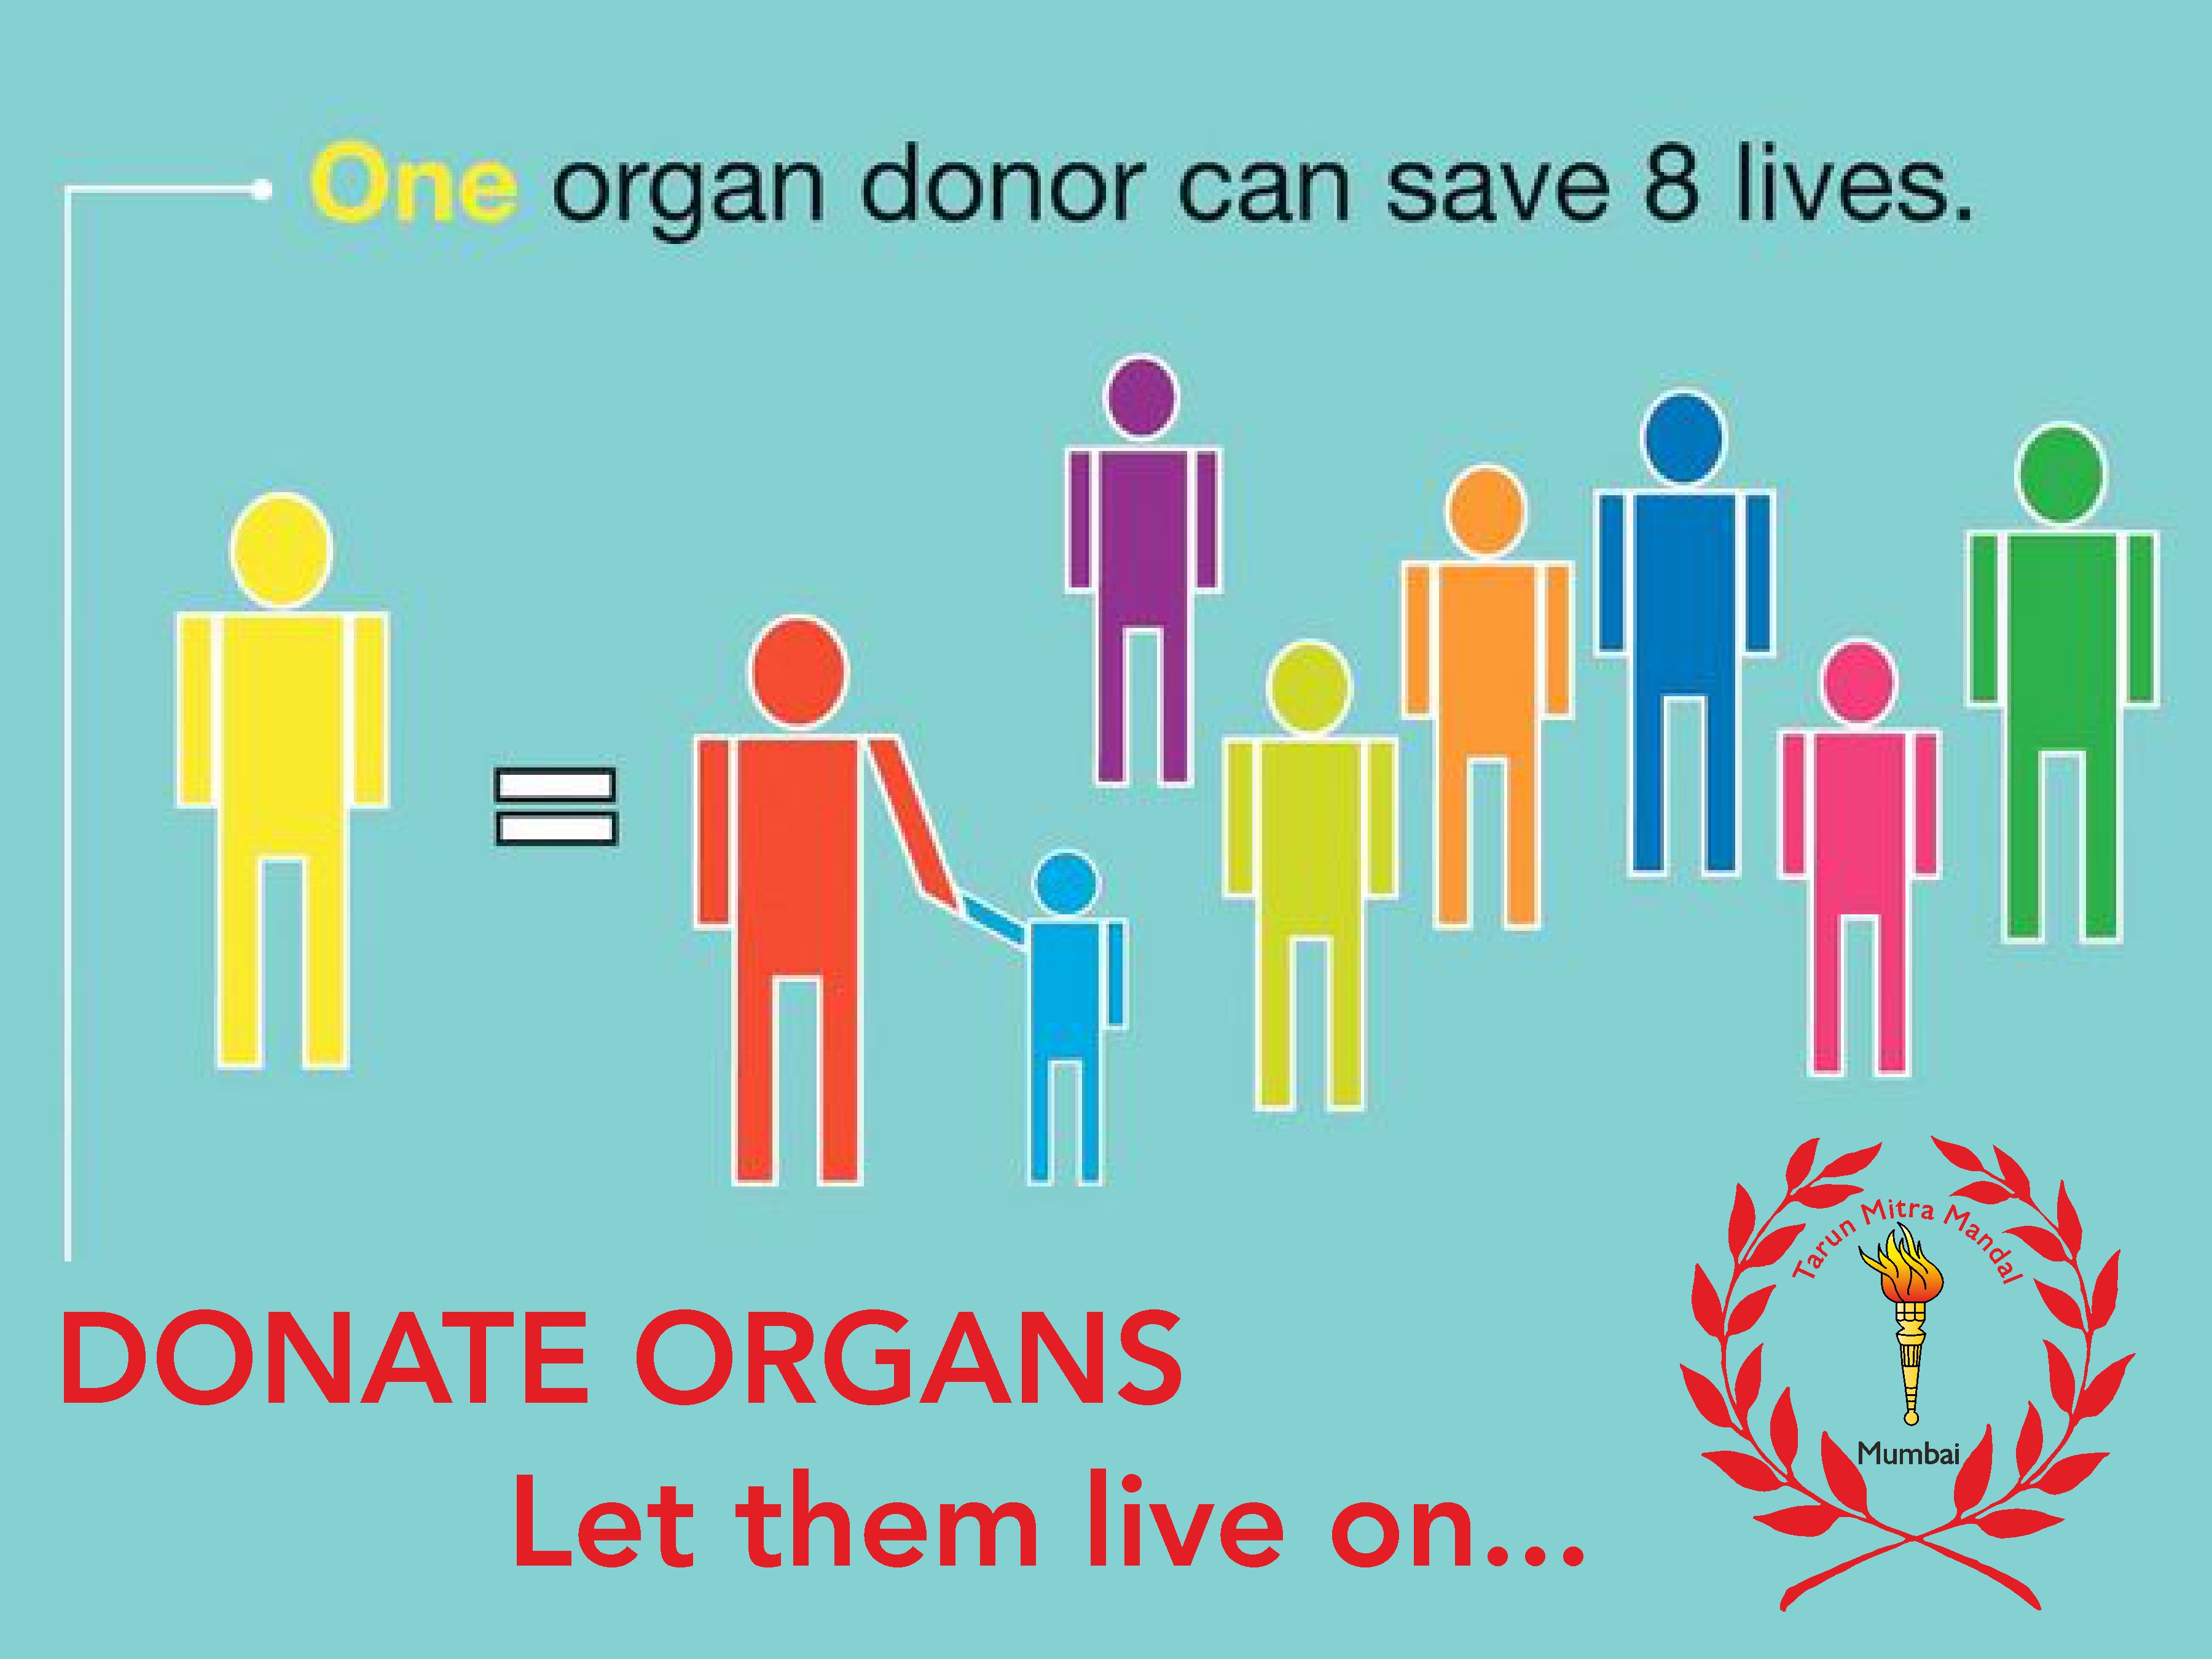 One organ donor can save 8 lives.
Tarun Mitra Mandal
Mumbai
DONATE ORGANS
Let them live on...